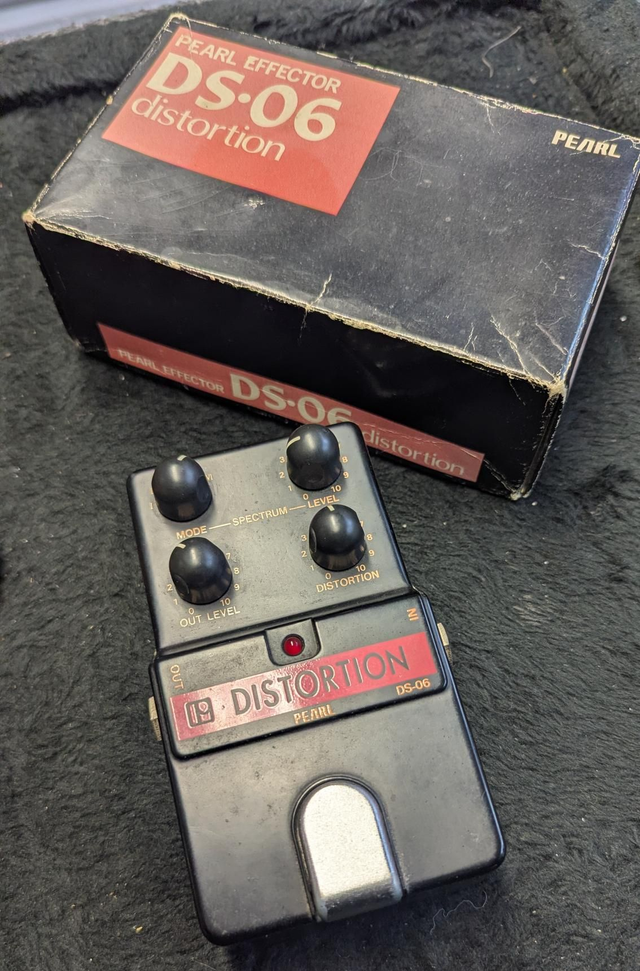 PEARL EFFECTOR
DS·06
distortion
PEARL
PEARL EFFECTOR DS·06 distortion
MODE — SPECTRUM — LEVEL
OUT LEVEL
DISTORTION
IN
OUT
DISTORTION
PEARL
DS-06